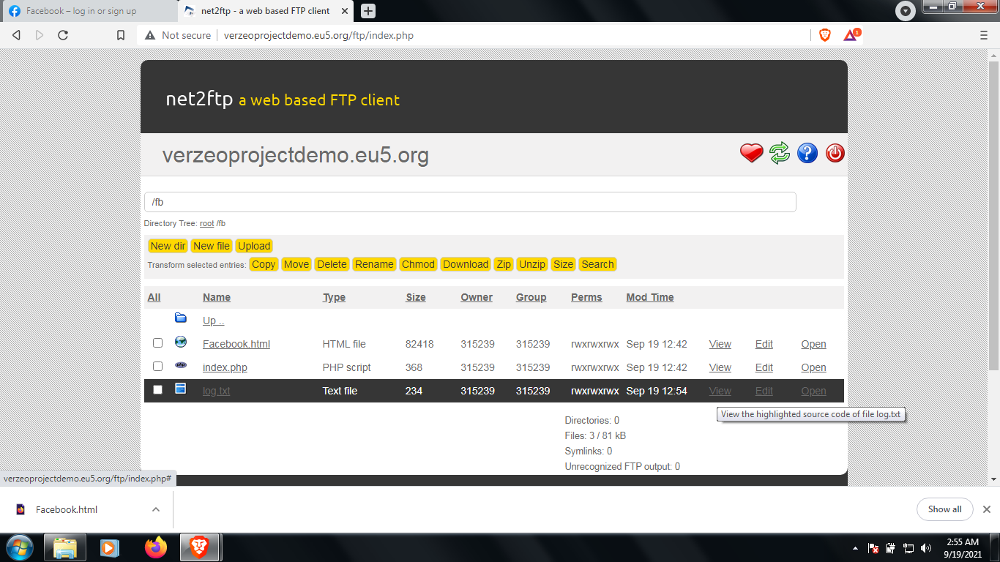 Facebook – log in or sign up
net2ftp - a web based FTP client
Not secure
verzeoprojectdemo.eu5.org/ftp/index.php
1
net2ftp a web based FTP client
verzeoprojectdemo.eu5.org
/fb
Directory Tree: root /fb
New dir New file Upload
Transform selected entries: Copy Move Delete Rename Chmod Download Zip Unzip Size Search
All Name Type Size Owner Group Perms Mod Time
Up ..
Facebook.html HTML file 82418 315239 315239 rwxrwxrwx Sep 19 12:42 View Edit Open
php index.php PHP script 368 315239 315239 rwxrwxrwx Sep 19 12:42 View Edit Open
log.txt Text file 234 315239 315239 rwxrwxrwx Sep 19 12:54 View Edit Open
View the highlighted source code of file log.txt
Directories: 0
Files: 3 / 81 kB
Symlinks: 0
Unrecognized FTP output: 0
verzeoprojectdemo.eu5.org/ftp/index.php#
Facebook.html
Show all
2:55 AM
9/19/2021